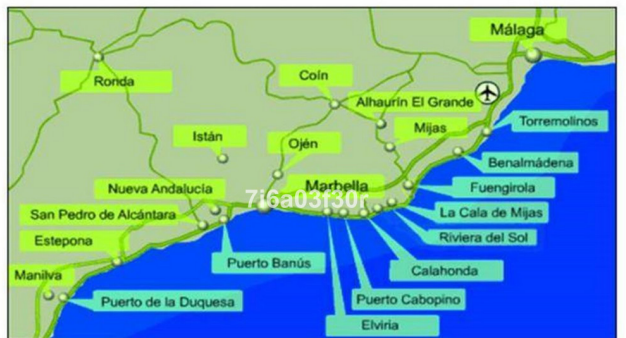 Málaga
Ronda
Coín
Alhaurín El Grande
Torremolinos
Mijas
Istán
Ojén
Benalmádena
Nueva Andalucía
Marbella
Fuengirola
7i6a03f30r
San Pedro de Alcántara
La Cala de Mijas
Riviera del Sol
Estepona
Puerto Banús
Calahonda
Manilva
Puerto de la Duquesa
Puerto Cabopino
Elviria